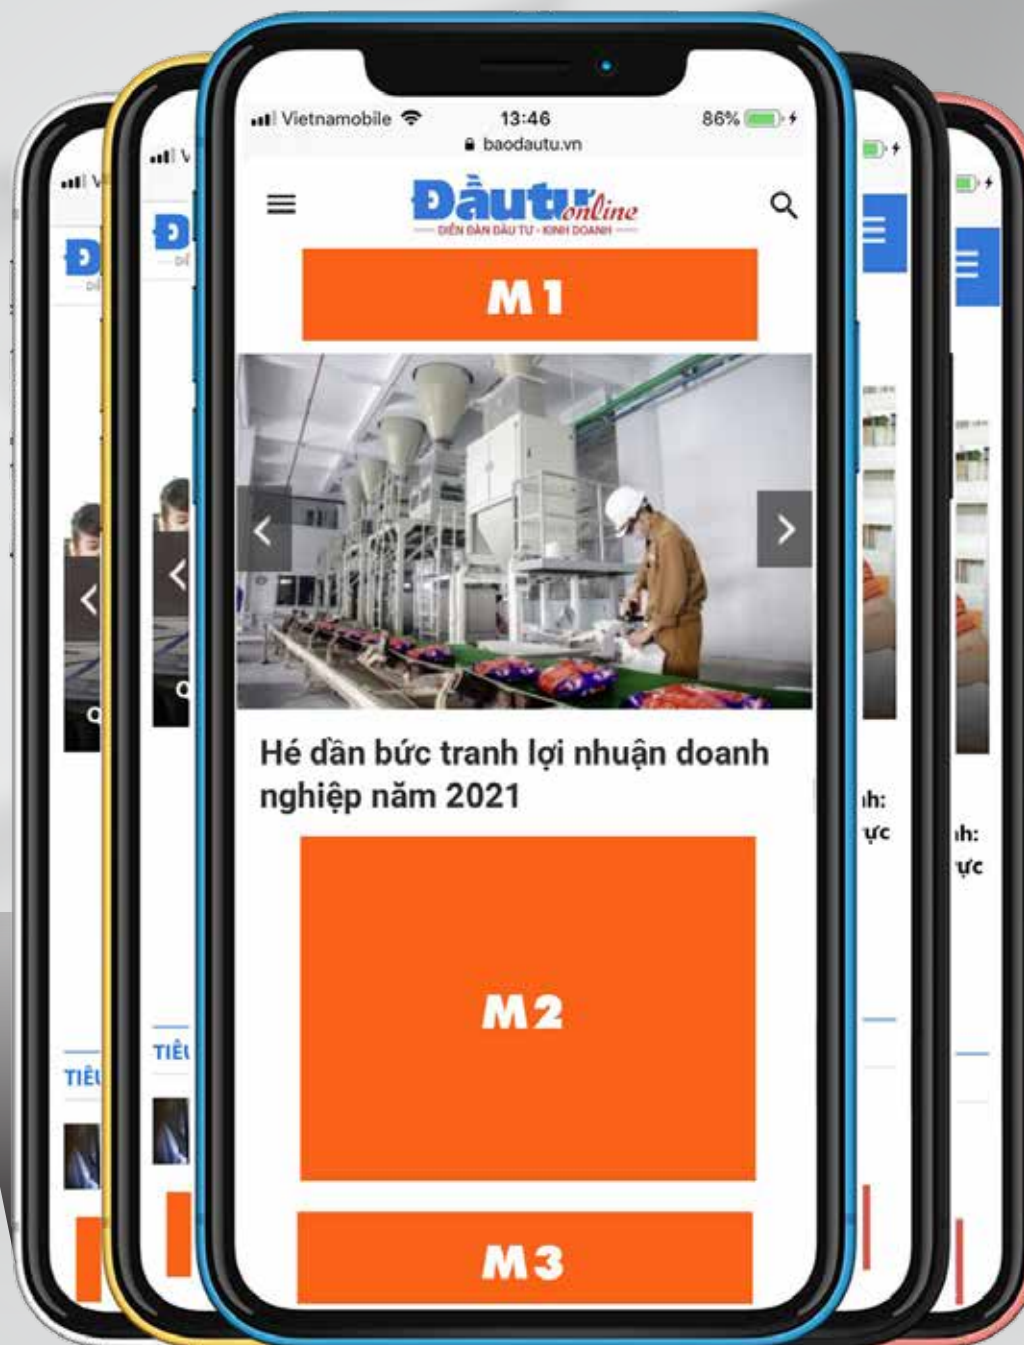 Vietnamobile 13:46 86%
baodautu.vn
Đầutư online
DIỄN ĐÀN ĐẦU TƯ - KINH DOANH
M1
Hé dần bức tranh lợi nhuận doanh
nghiệp năm 2021
M2
M3